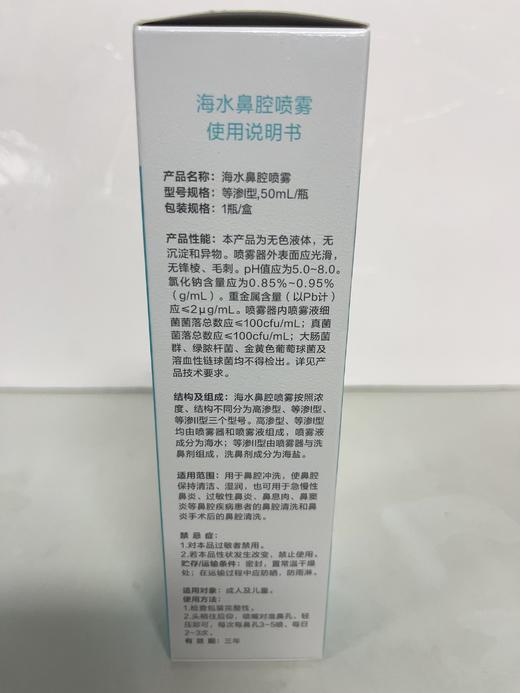 海水鼻腔喷雾
使用说明书
产品名称：海水鼻腔喷雾
型号规格：等渗I型,50mL/瓶
包装规格：1瓶/盒
产品性能：本产品为无色液体，无
沉淀和异物。喷雾器外表面应光滑，
无锋棱、毛刺。pH值应为5.0~8.0。
氯化钠含量应为0.85%~0.95%
（g/mL）。重金属含量（以Pb计）
应≤2μg/mL。喷雾器内喷雾液细
菌菌落总数应≤100cfu/mL；真菌
菌落总数应≤100cfu/mL；大肠菌
群、绿脓杆菌、金黄色葡萄球菌及
溶血性链球菌均不得检出。详见产
品技术要求。
结构及组成：海水鼻腔喷雾按照浓
度、结构不同分为高渗型、等渗I型、
等渗II型三个型号。高渗型、等渗I型
均由喷雾器和喷雾液组成，喷雾液
成分为海水；等渗II型由喷雾器与洗
鼻剂组成，洗鼻剂成分为海盐。
适用范围：用于鼻腔冲洗，使鼻腔
保持清洁、湿润，也可用于急慢性
鼻炎、过敏性鼻炎、鼻息肉、鼻窦
炎等鼻腔疾病患者的鼻腔清洗和鼻
炎手术后的鼻腔清洗。
禁忌症：
1.对本品过敏者禁用。
2.若本品性状发生改变，禁止使用。
贮存/运输条件：密封，置常温干燥
处；在运输过程中应防晒，防雨淋。
适用对象：成人及儿童。
使用方法：
1.检查包装完整性。
2.头稍往后仰，喷嘴对准鼻孔，轻
压即可，每次每鼻孔3~5喷，每日
2~3次。
有效期：三年